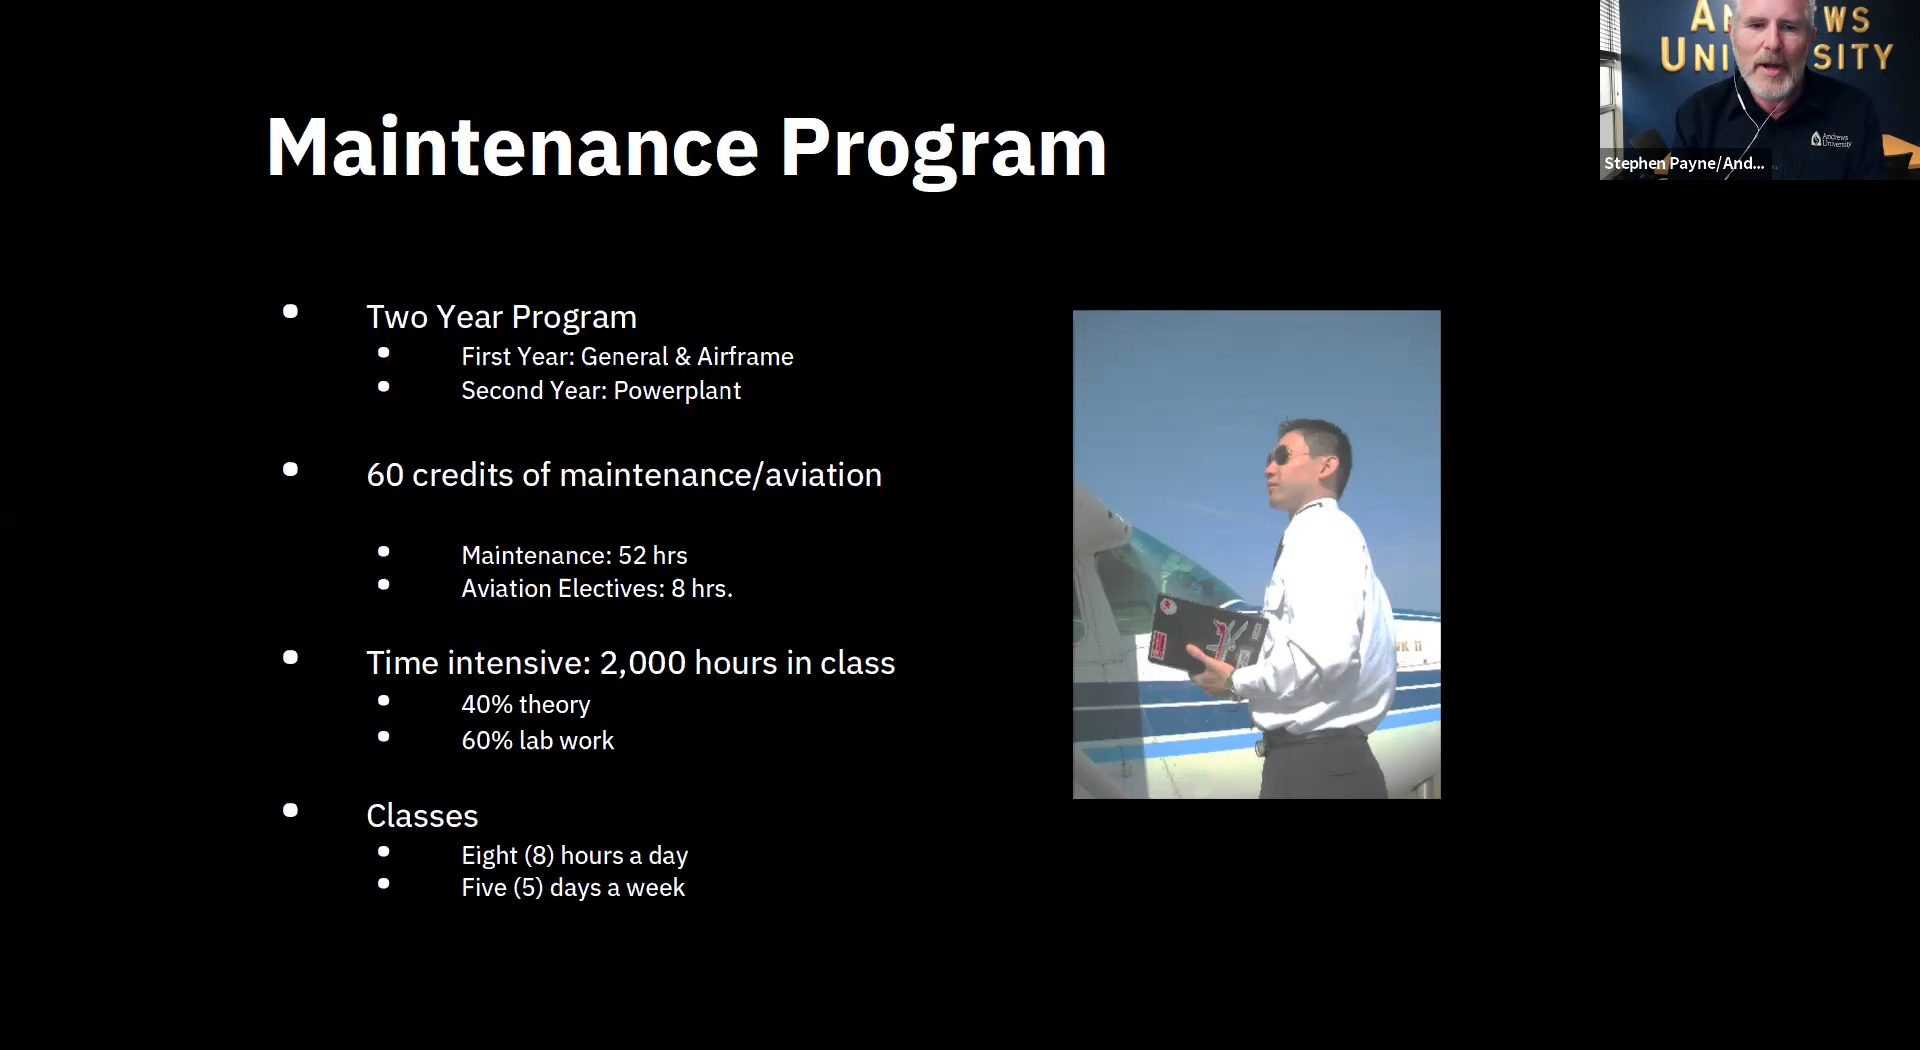 Maintenance Program
Two Year Program
First Year: General & Airframe
Second Year: Powerplant
60 credits of maintenance/aviation
Maintenance: 52 hrs
Aviation Electives: 8 hrs.
Time intensive: 2,000 hours in class
40% theory
60% lab work
Classes
Eight (8) hours a day
Five (5) days a week
Stephen Payne/And...
Andrews
University